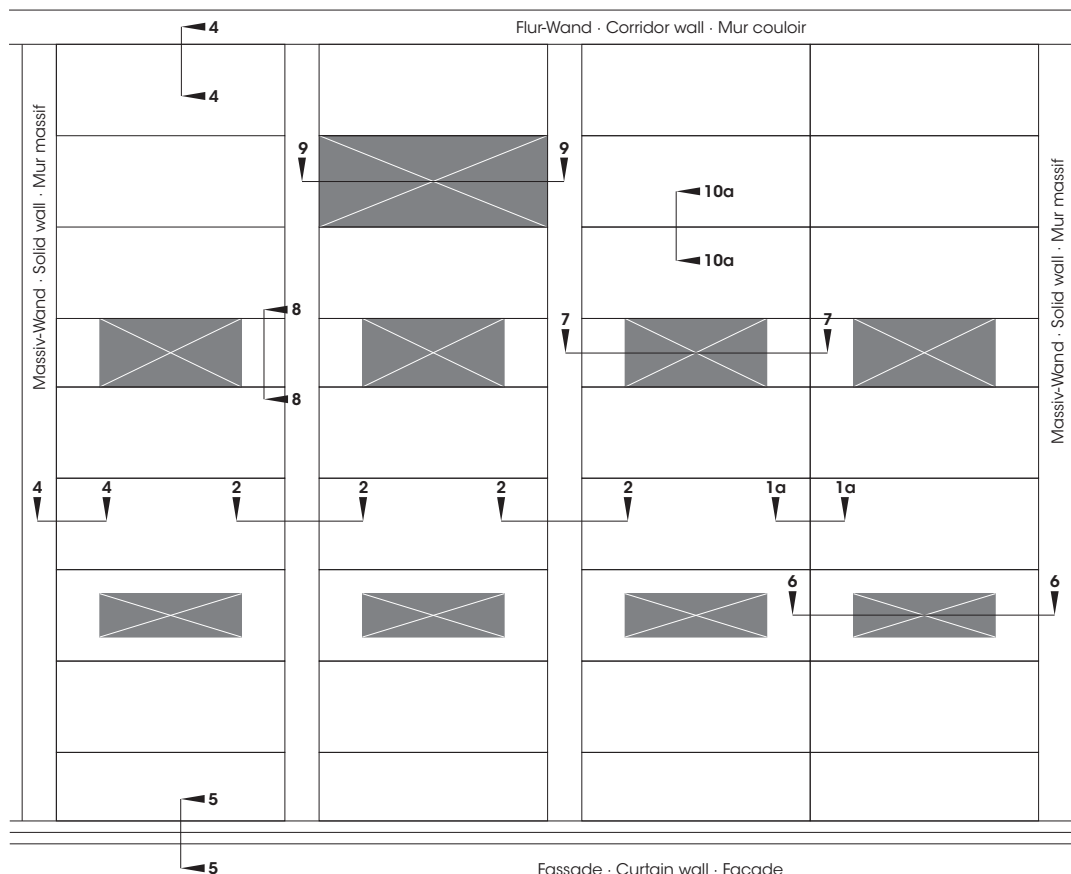 4
Flur-Wand · Corridor wall · Mur couloir
4
Massiv-Wand · Solid wall · Mur massif
9 9
Massiv-Wand · Solid wall · Mur massif
10a
10a
8
7 7
8
4 4 2 2 2 2 1a 1a
6 6
5
5
Fassade · Curtain wall · Façade